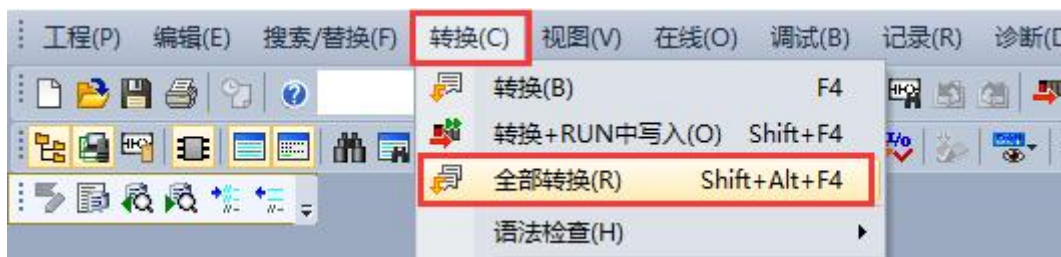 工程(P) 编辑(E) 搜索/替换(F) 转换(C) 视图(V) 在线(O) 调试(B) 记录(R) 诊断(D
转换(B) F4
转换+RUN中写入(O) Shift+F4
全部转换(R) Shift+Alt+F4
语法检查(H)